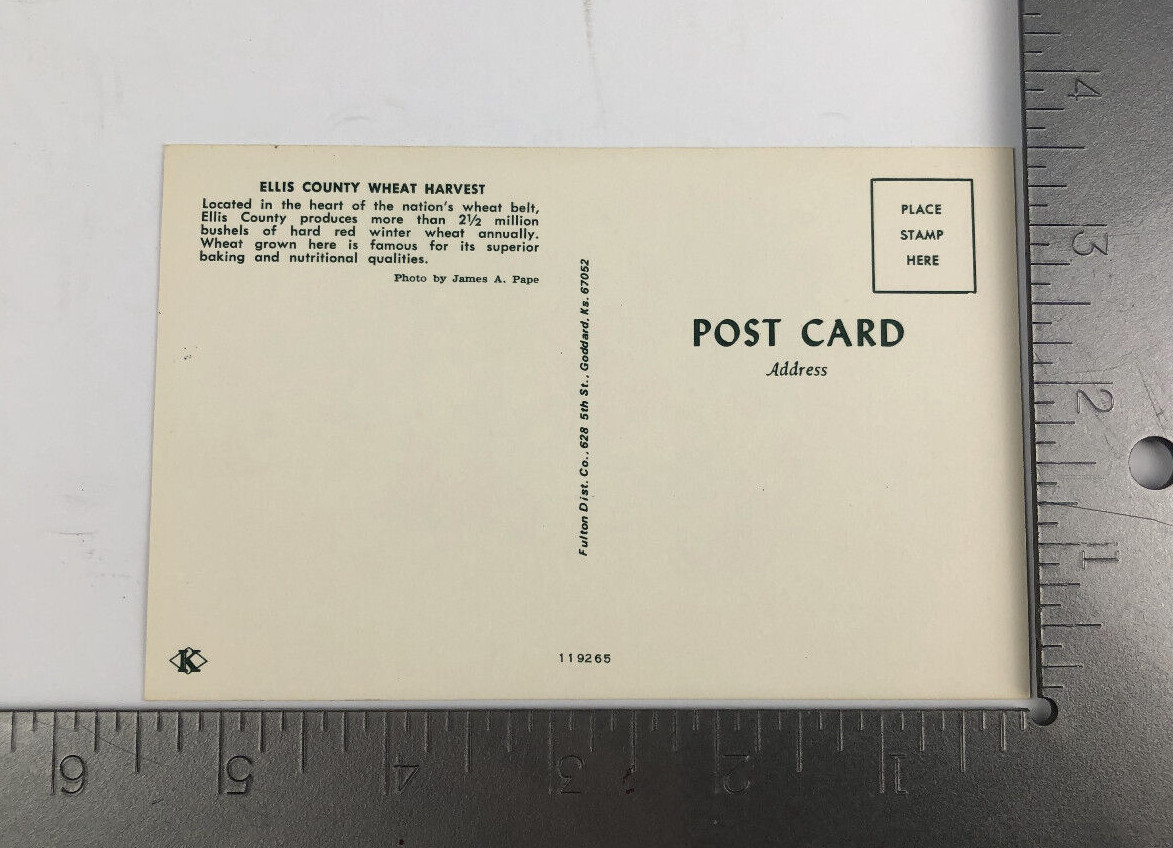 ELLIS COUNTY WHEAT HARVEST
Located in the heart of the nation's wheat belt,
Ellis County produces more than 2½ million
bushels of hard red winter wheat annually.
Wheat grown here is famous for its superior
baking and nutritional qualities.
Photo by James A. Pape
Fulton Dist. Co., 628 5th St., Goddard, Ks. 67052
PLACE
STAMP
HERE
POST CARD
Address
K
119265
4
3
2
1
6 5 4 3 2 1